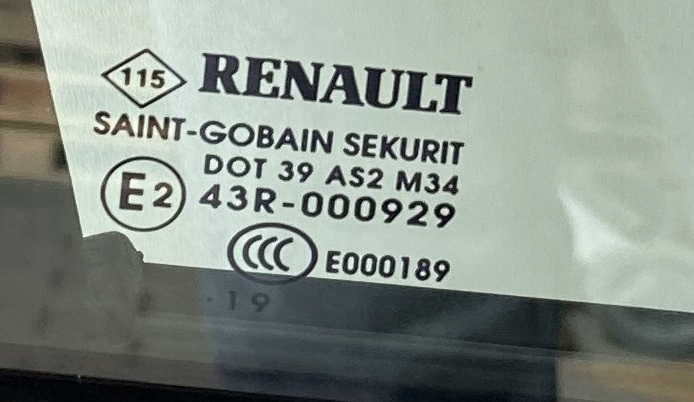 115 RENAULT
SAINT-GOBAIN SEKURIT
DOT 39 AS2 M34
E2 43R-000929
CCC E000189
·19